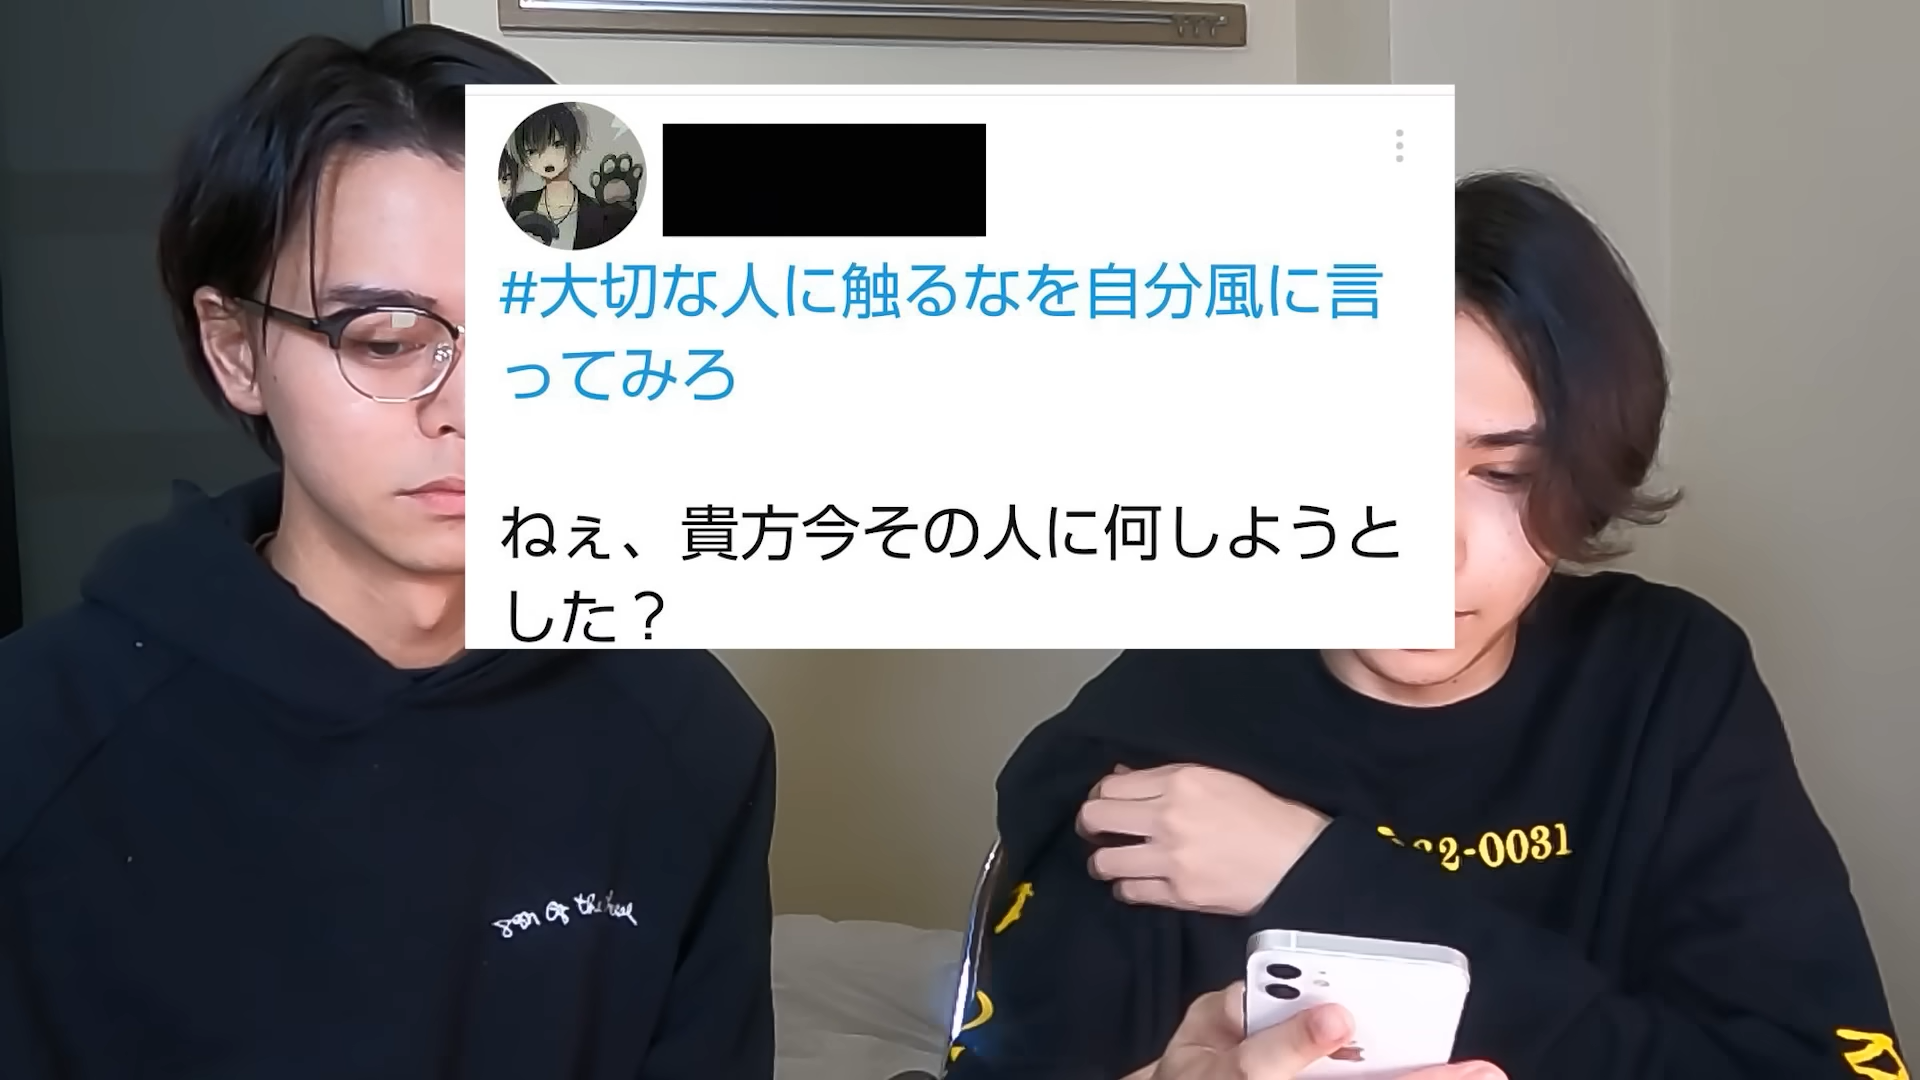 #大切な人に触るなを自分風に言
ってみろ
ねぇ、貴方今その人に何しようと
した？
son of the
2-0031